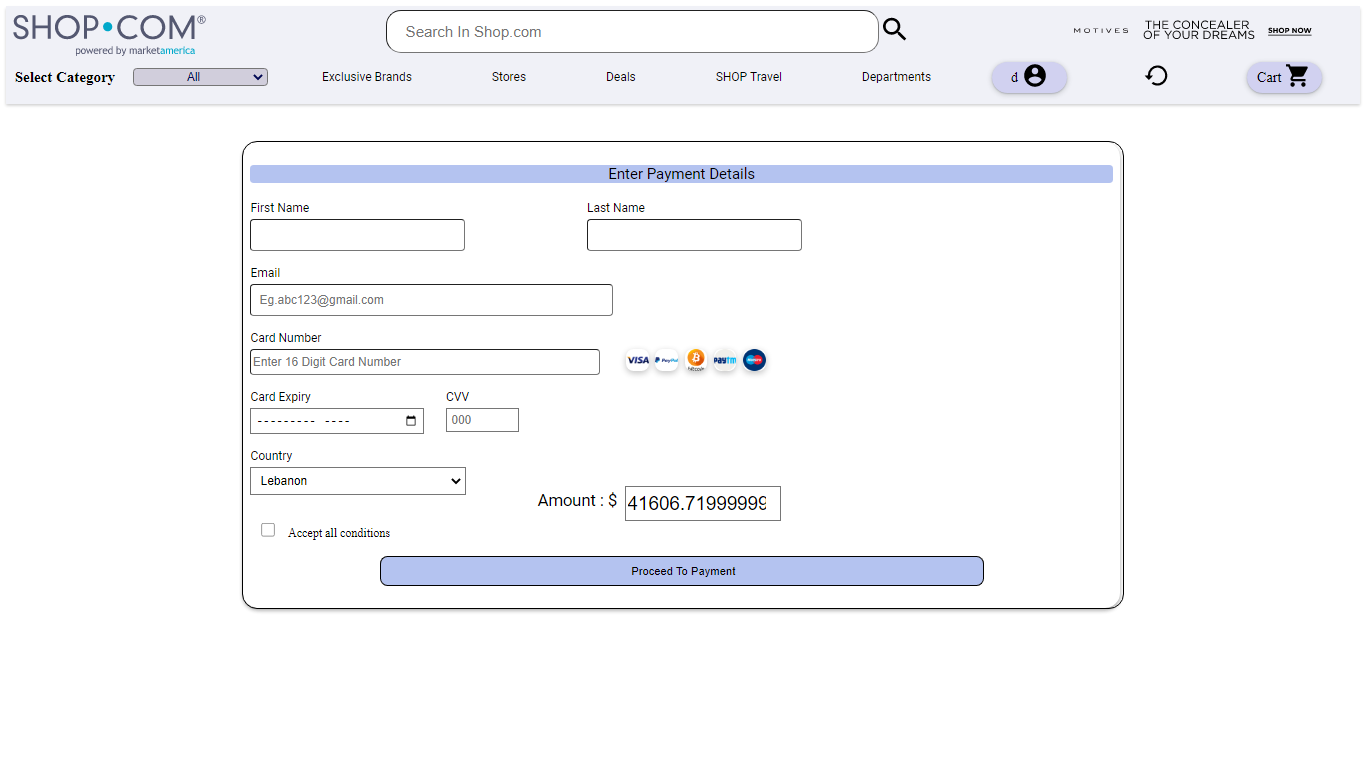 SHOP•COM®
powered by marketamerica
Search In Shop.com
MOTIVES
THE CONCEALER
OF YOUR DREAMS
SHOP NOW
Select Category
All
Exclusive Brands
Stores
Deals
SHOP Travel
Departments
d
Cart
Enter Payment Details
First Name
Last Name
Email
Eg.abc123@gmail.com
Card Number
Enter 16 Digit Card Number
VISA
PayPal
bitcoin
paytm
Card Expiry
CVV
--------- ----
000
Country
Lebanon
Amount : $
41606.71999999
Accept all conditions
Proceed To Payment